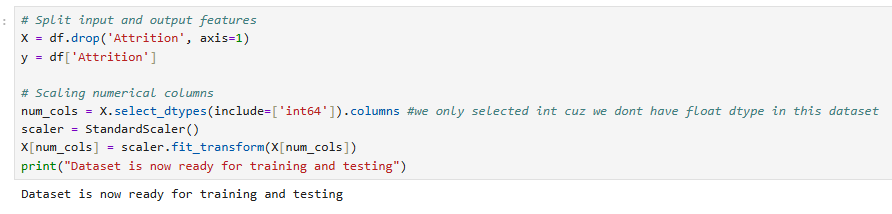 :
# Split input and output features
X = df.drop('Attrition', axis=1)
y = df['Attrition']
# Scaling numerical columns
num_cols = X.select_dtypes(include=['int64']).columns #we only selected int cuz we dont have float dtype in this dataset
scaler = StandardScaler()
X[num_cols] = scaler.fit_transform(X[num_cols])
print("Dataset is now ready for training and testing")
Dataset is now ready for training and testing